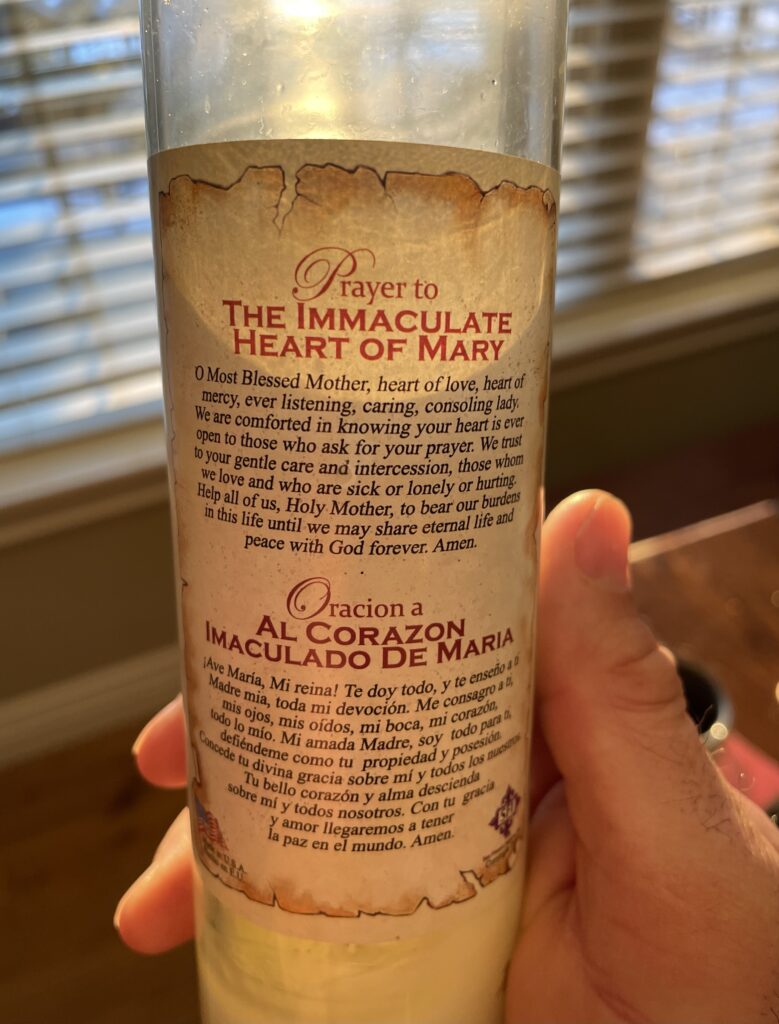 Prayer to
THE IMMACULATE
HEART OF MARY
O Most Blessed Mother, heart of love, heart of
mercy, ever listening, caring, consoling lady.
We are comforted in knowing your heart is ever
open to those who ask for your prayer. We trust
to your gentle care and intercession, those whom
we love and who are sick or lonely or hurting.
Help all of us, Holy Mother, to bear our burdens
in this life until we may share eternal life and
peace with God forever. Amen.
Oracion a
AL CORAZON
IMACULADO DE MARIA
¡Ave María, Mi reina! Te doy todo, y te enseño a ti
Madre mia, toda mi devoción. Me consagro a ti,
mis ojos, mis oídos, mi boca, mi corazón,
todo lo mío. Mi amada Madre, soy todo para ti,
defiéndeme como tu propiedad y posesión.
Concede tu divina gracia sobre mí y todos los nuestros.
Tu bello corazón y alma descienda
sobre mí y todos nosotros. Con tu gracia
y amor llegaremos a tener
la paz en el mundo. Amen.
U.S.A.
E.U.